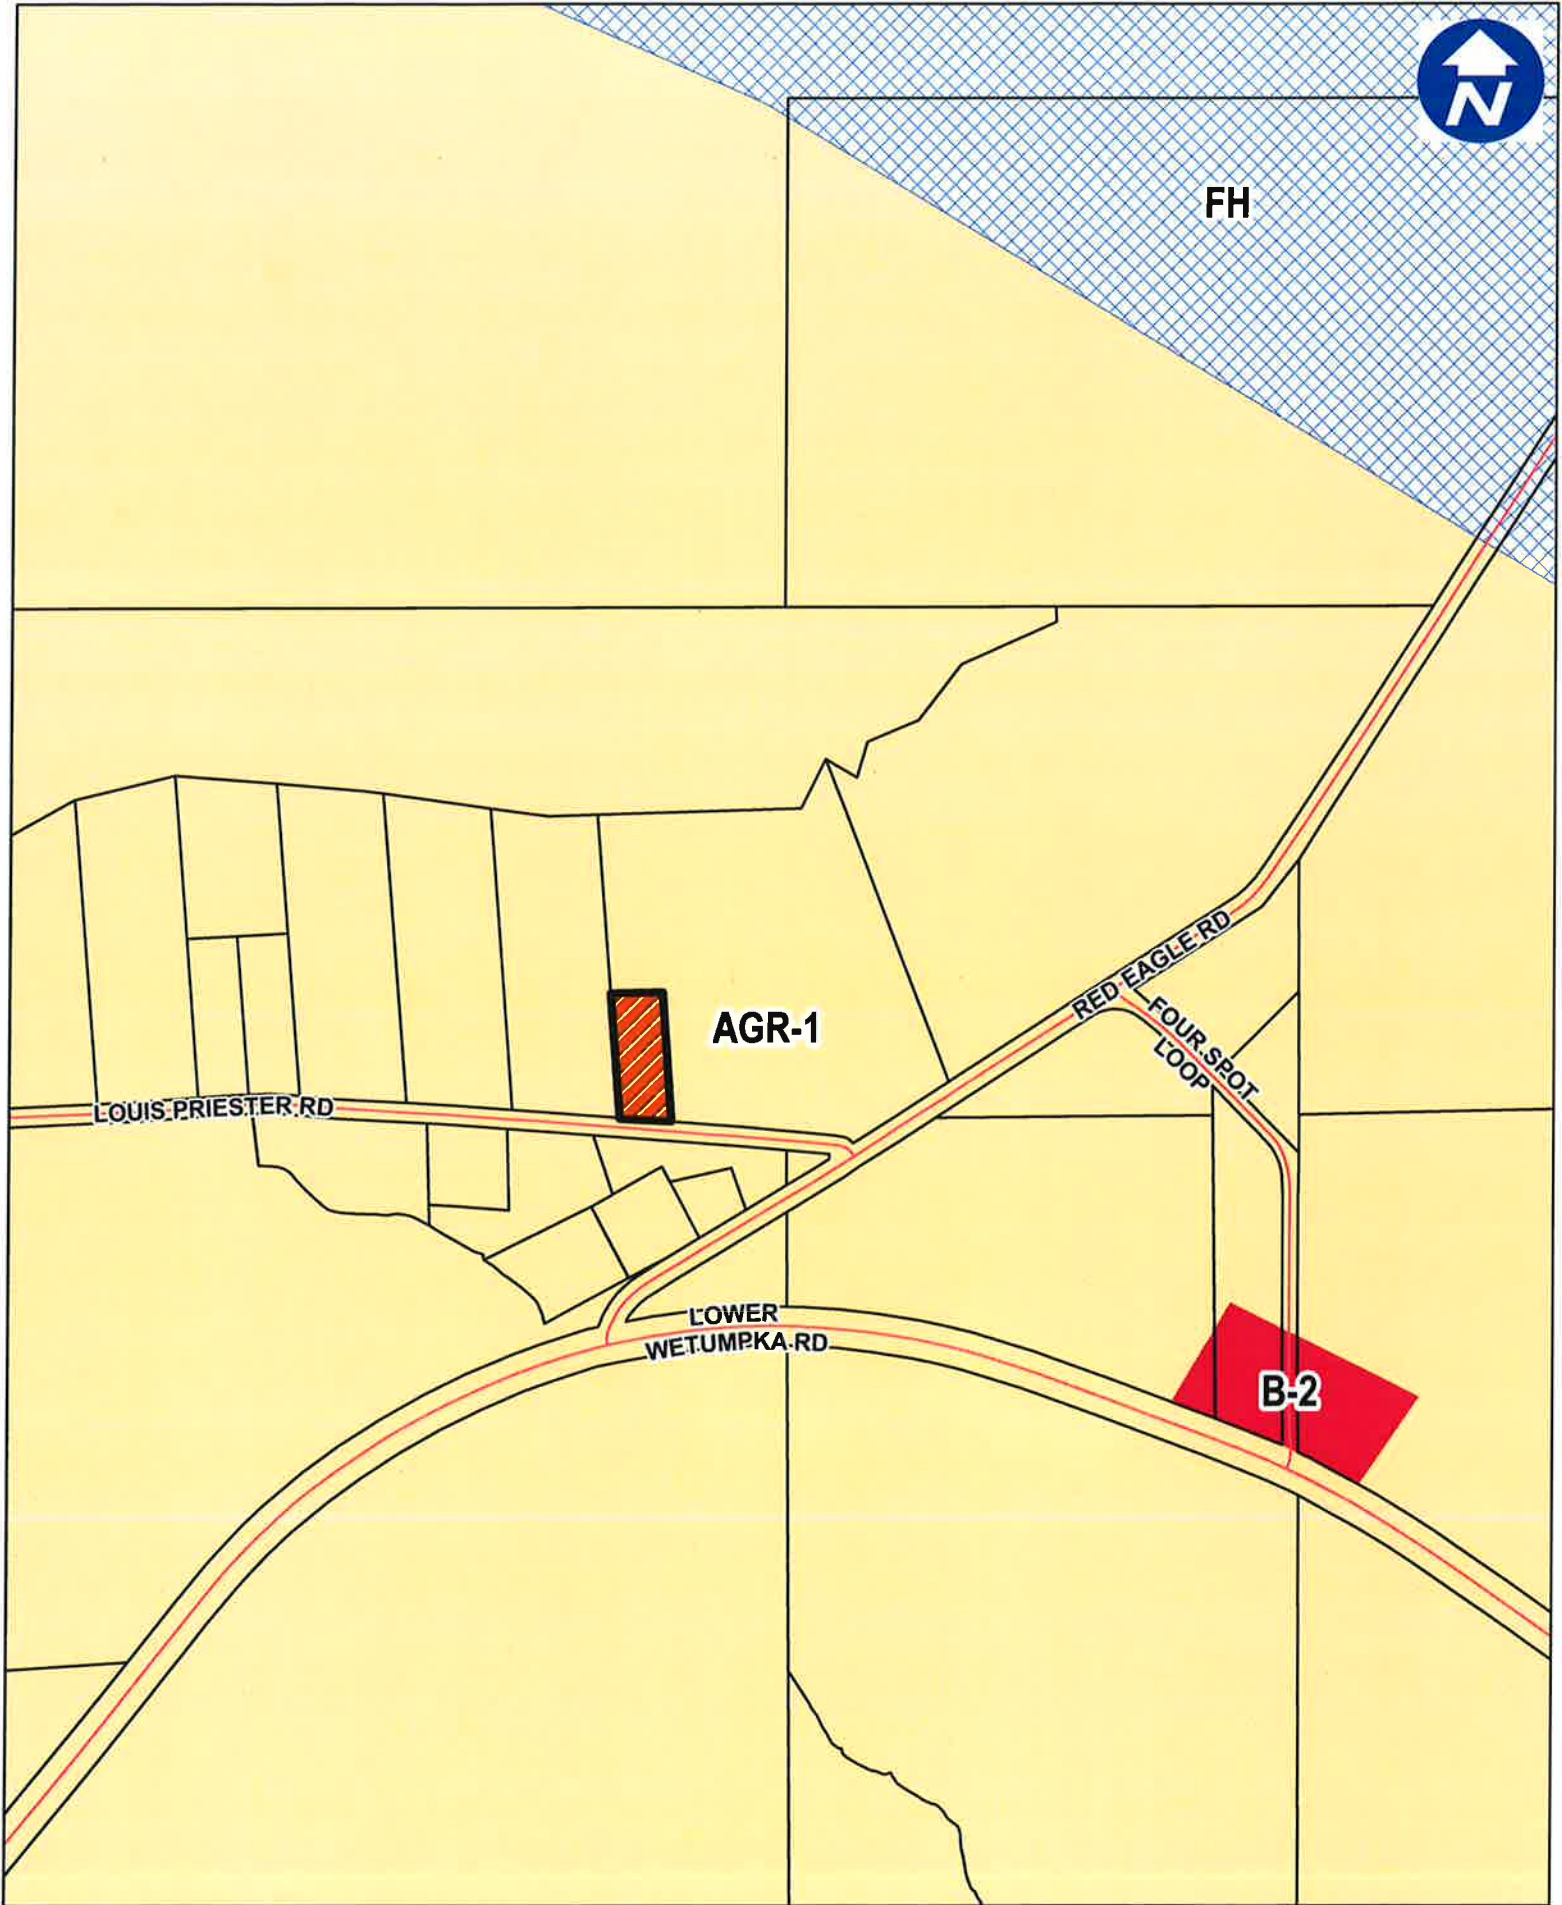 N
FH
AGR-1
RED EAGLE RD
FOUR SPOT
LOOP
LOUIS PRIESTER RD
LOWER
WETUMPKA RD
B-2